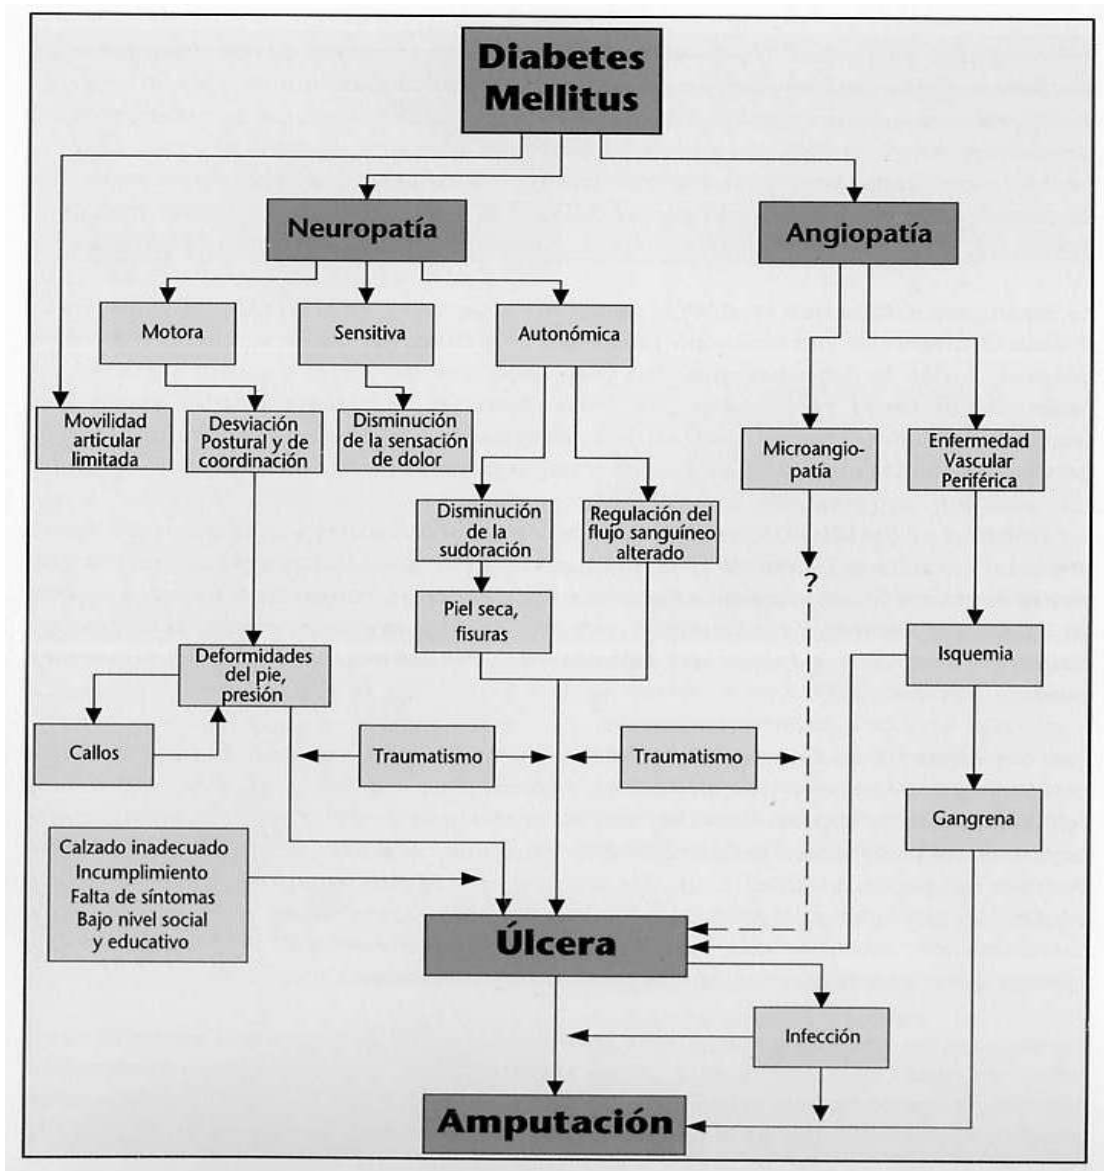 Diabetes
Mellitus
Neuropatía
Angiopatía
Motora
Sensitiva
Autonómica
Movilidad
articular
limitada
Desviación
Postural y de
coordinación
Disminución
de la sensación
de dolor
Microangio-
patía
Enfermedad
Vascular
Periférica
Disminución
de la
sudoración
Regulación del
flujo sanguíneo
alterado
?
Piel seca,
fisuras
Deformidades
del pie,
presión
Isquemia
Callos
Traumatismo
Traumatismo
Gangrena
Calzado inadecuado
Incumplimiento
Falta de síntomas
Bajo nivel social
y educativo
Úlcera
Infección
Amputación